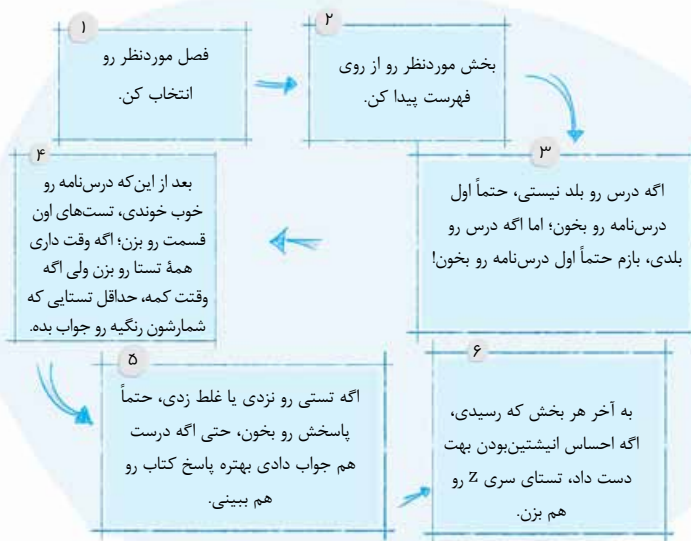 ۱
فصل موردنظر رو
انتخاب کن.
۲
بخش موردنظر رو از روی
فهرست پیدا کن.
۳
اگه درس رو بلد نیستی، حتماً اول
درس‌نامه رو بخون؛ اما اگه درس رو
بلدی، بازم حتماً اول درس‌نامه رو بخون!
۴
بعد از این‌که درس‌نامه رو
خوب خوندی، تست‌های اون
قسمت رو بزن؛ اگه وقت داری
همهٔ تستا رو بزن ولی اگه
وقتت کمه، حداقل تستایی که
شمارشون رنگیه رو جواب بده.
۵
اگه تستی رو نزدی یا غلط زدی، حتماً
پاسخش رو بخون، حتی اگه درست
هم جواب دادی بهتره پاسخ کتاب رو
هم ببینی.
۶
به آخر هر بخش که رسیدی،
اگه احساس انیشتین‌بودن بهت
دست داد، تستای سری Z رو
هم بزن.